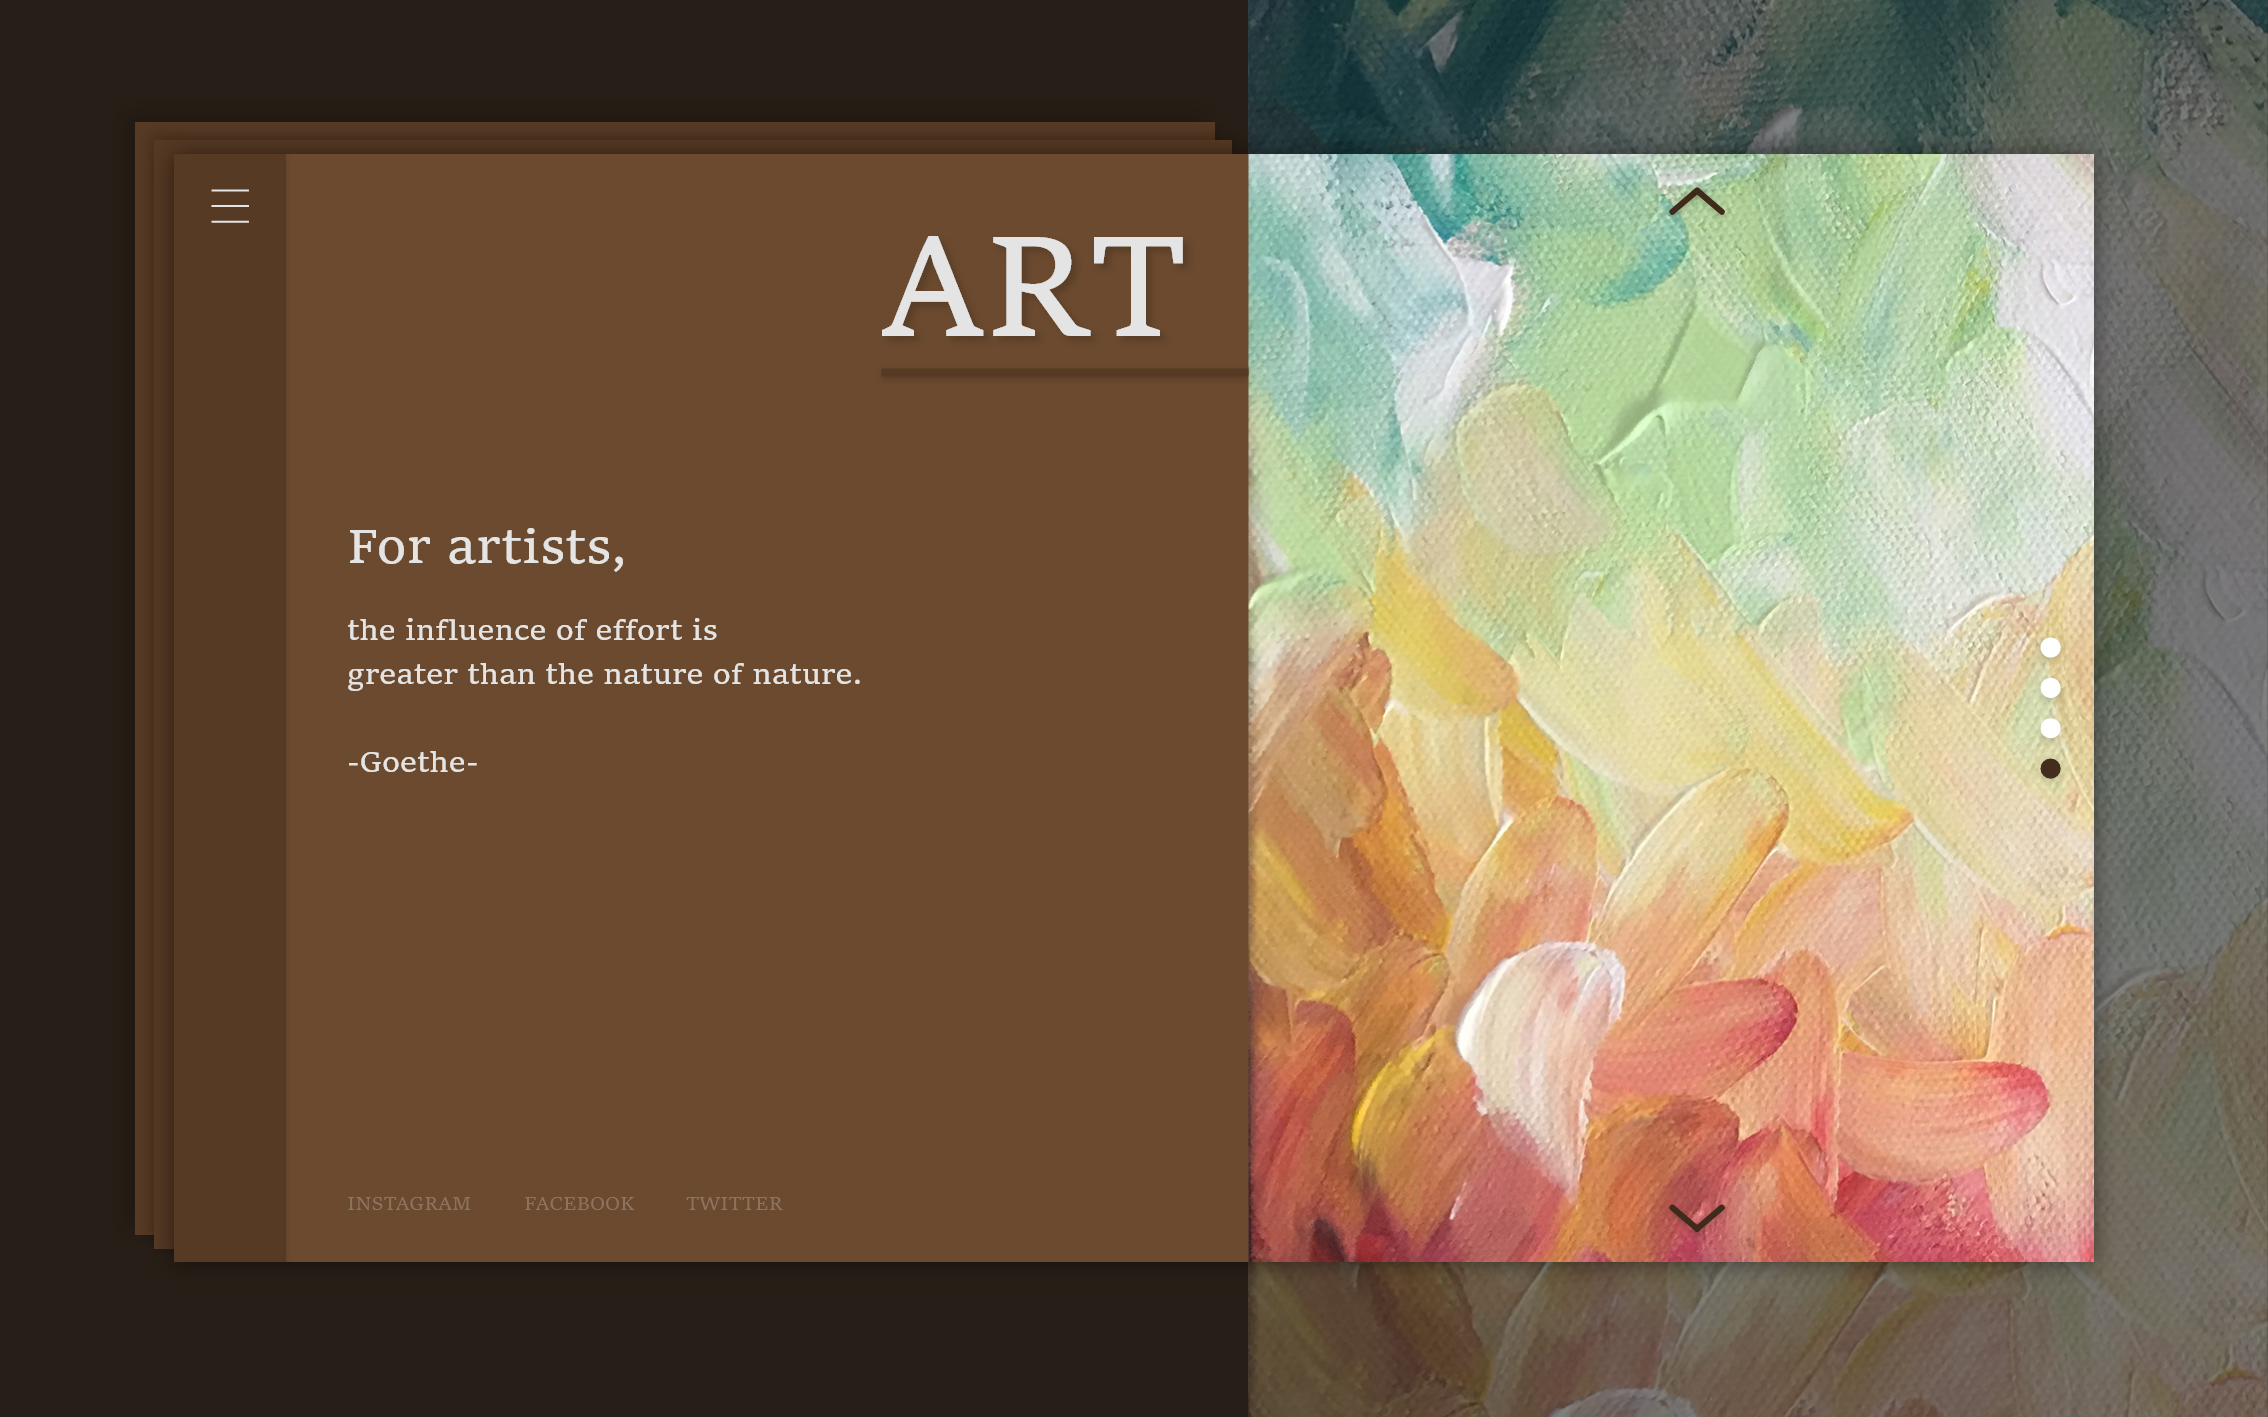 ART
For artists,
the influence of effort is
greater than the nature of nature.
-Goethe-
INSTAGRAM FACEBOOK TWITTER